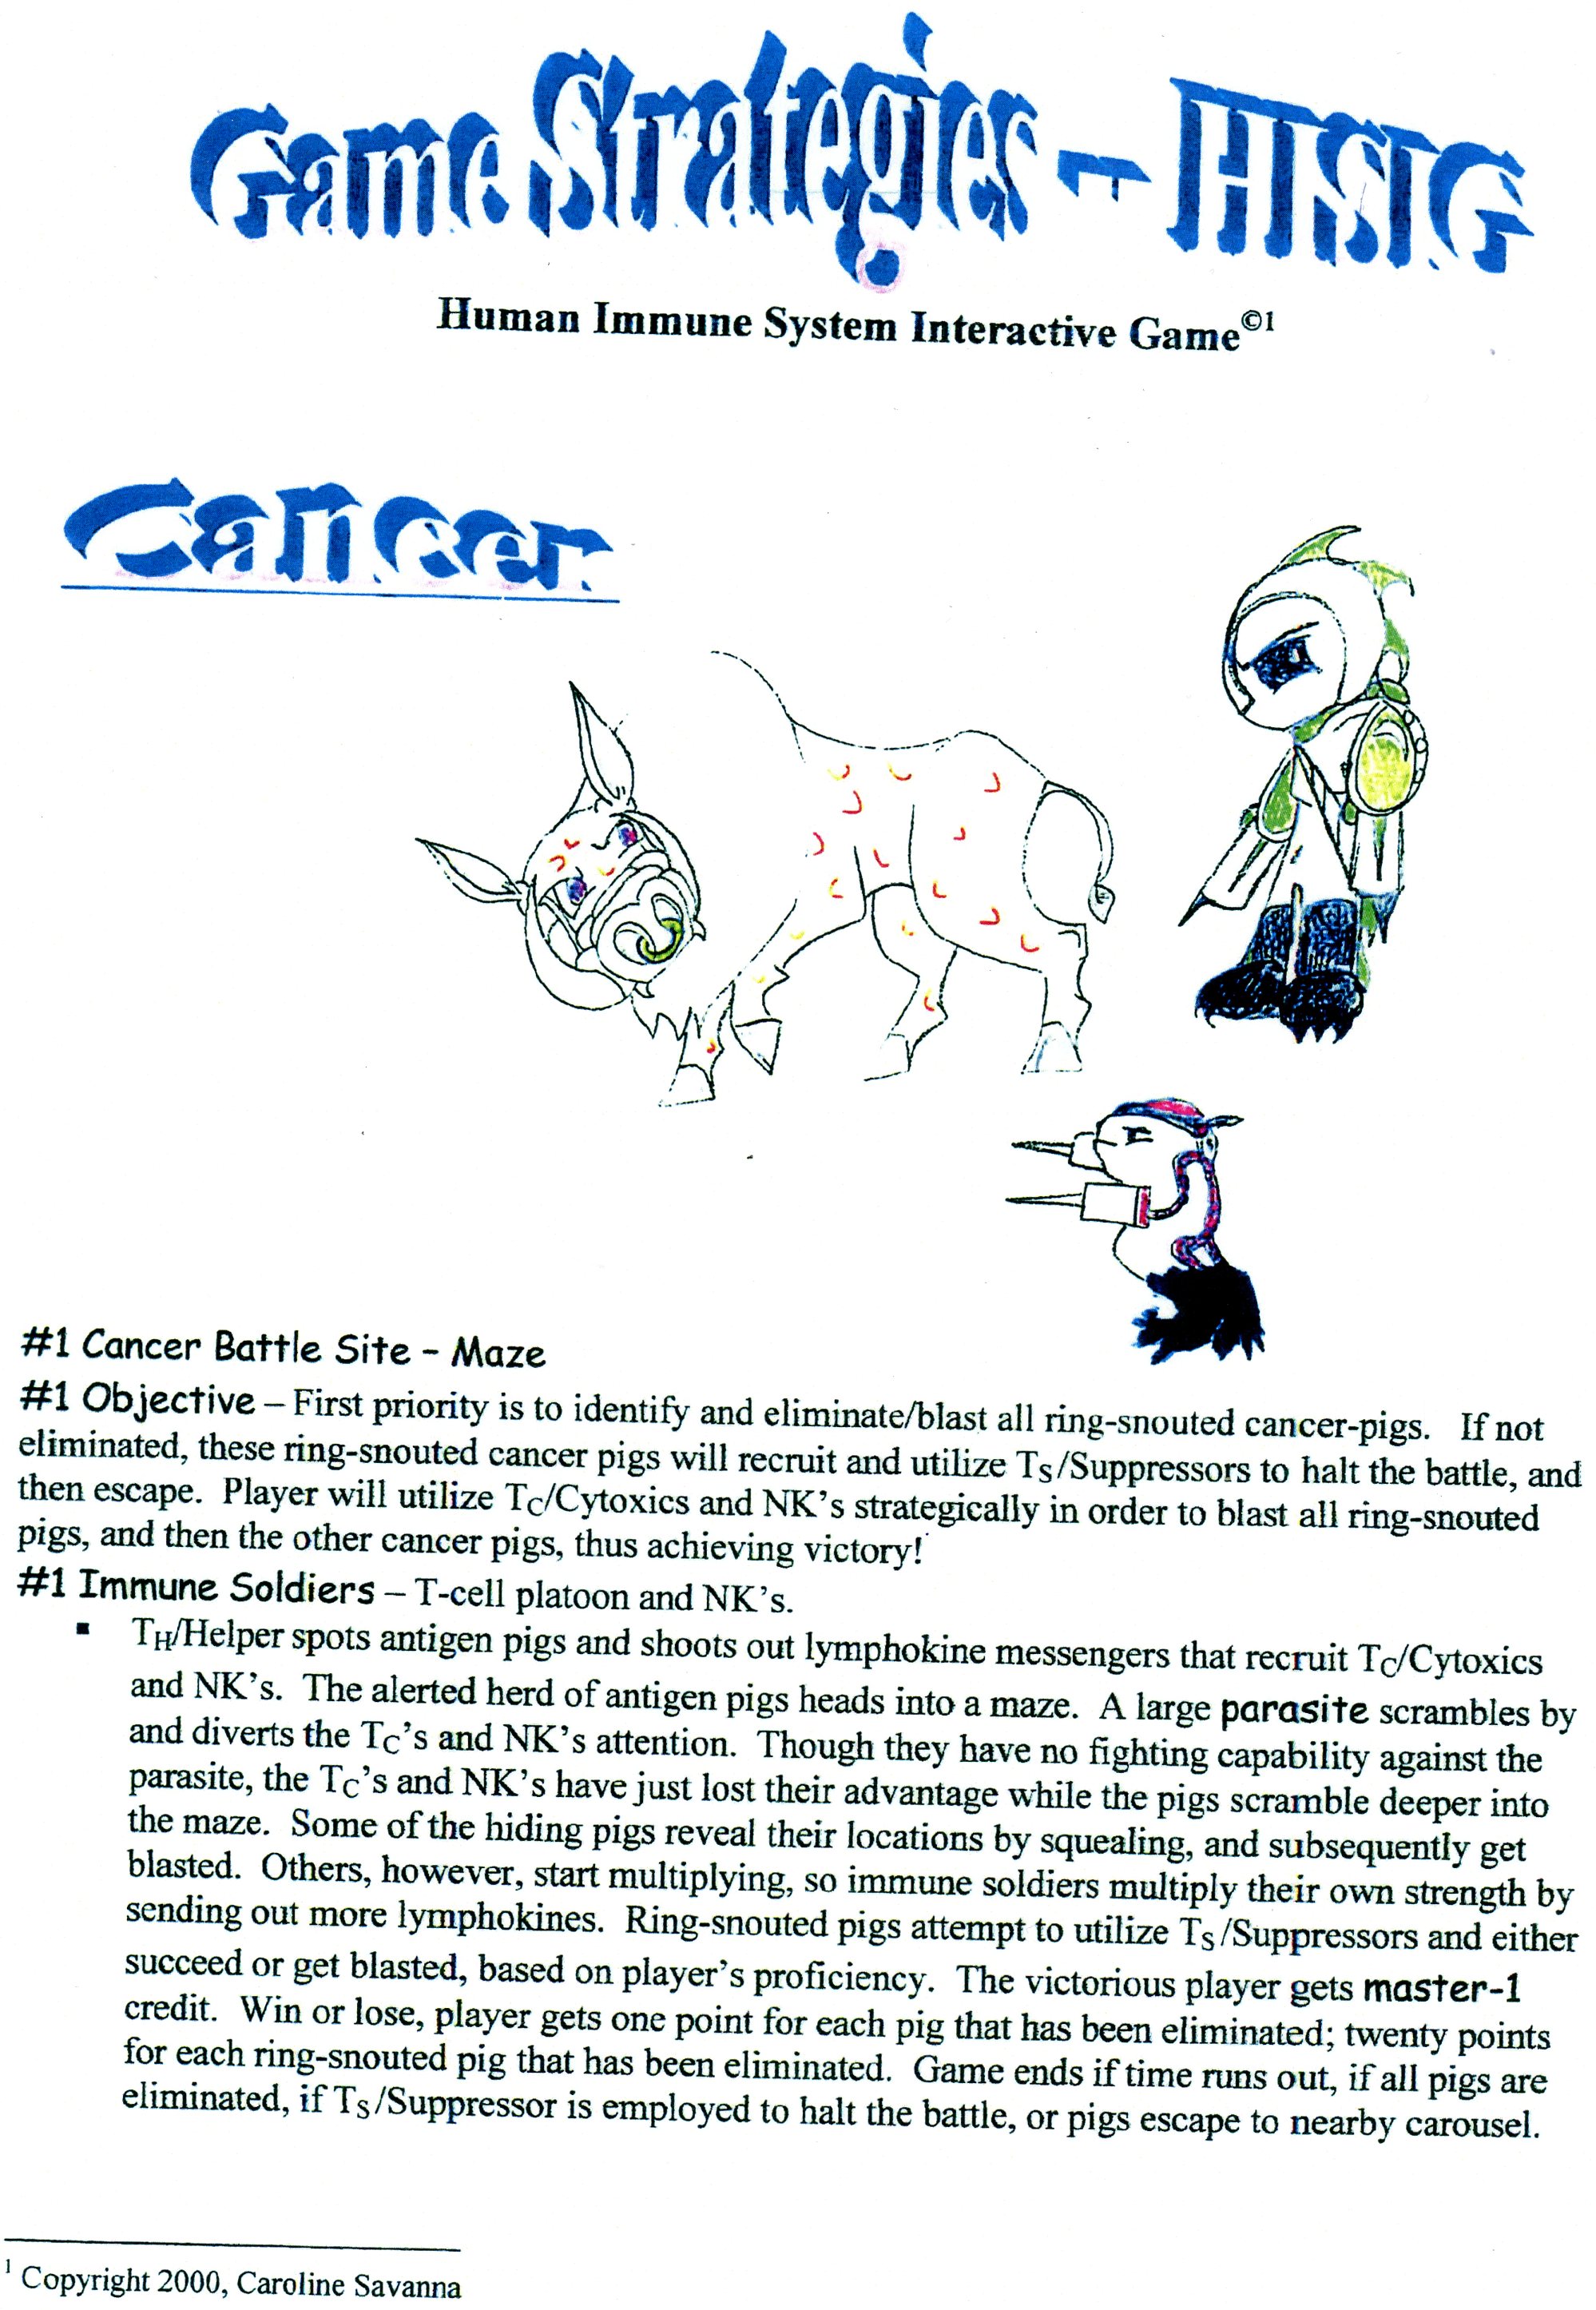 Game Strategies - HISIG
Human Immune System Interactive Game©1
Cancer
#1 Cancer Battle Site – Maze
#1 Objective – First priority is to identify and eliminate/blast all ring-snouted cancer-pigs. If not
eliminated, these ring-snouted cancer pigs will recruit and utilize Ts/Suppressors to halt the battle, and
then escape. Player will utilize Tc/Cytoxics and NK's strategically in order to blast all ring-snouted
pigs, and then the other cancer pigs, thus achieving victory!
#1 Immune Soldiers – T-cell platoon and NK's.
▪ TH/Helper spots antigen pigs and shoots out lymphokine messengers that recruit Tc/Cytoxics
and NK's. The alerted herd of antigen pigs heads into a maze. A large parasite scrambles by
and diverts the Tc's and NK's attention. Though they have no fighting capability against the
parasite, the Tc's and NK's have just lost their advantage while the pigs scramble deeper into
the maze. Some of the hiding pigs reveal their locations by squealing, and subsequently get
blasted. Others, however, start multiplying, so immune soldiers multiply their own strength by
sending out more lymphokines. Ring-snouted pigs attempt to utilize Ts/Suppressors and either
succeed or get blasted, based on player's proficiency. The victorious player gets master-1
credit. Win or lose, player gets one point for each pig that has been eliminated; twenty points
for each ring-snouted pig that has been eliminated. Game ends if time runs out, if all pigs are
eliminated, if Ts/Suppressor is employed to halt the battle, or pigs escape to nearby carousel.
1 Copyright 2000, Caroline Savanna